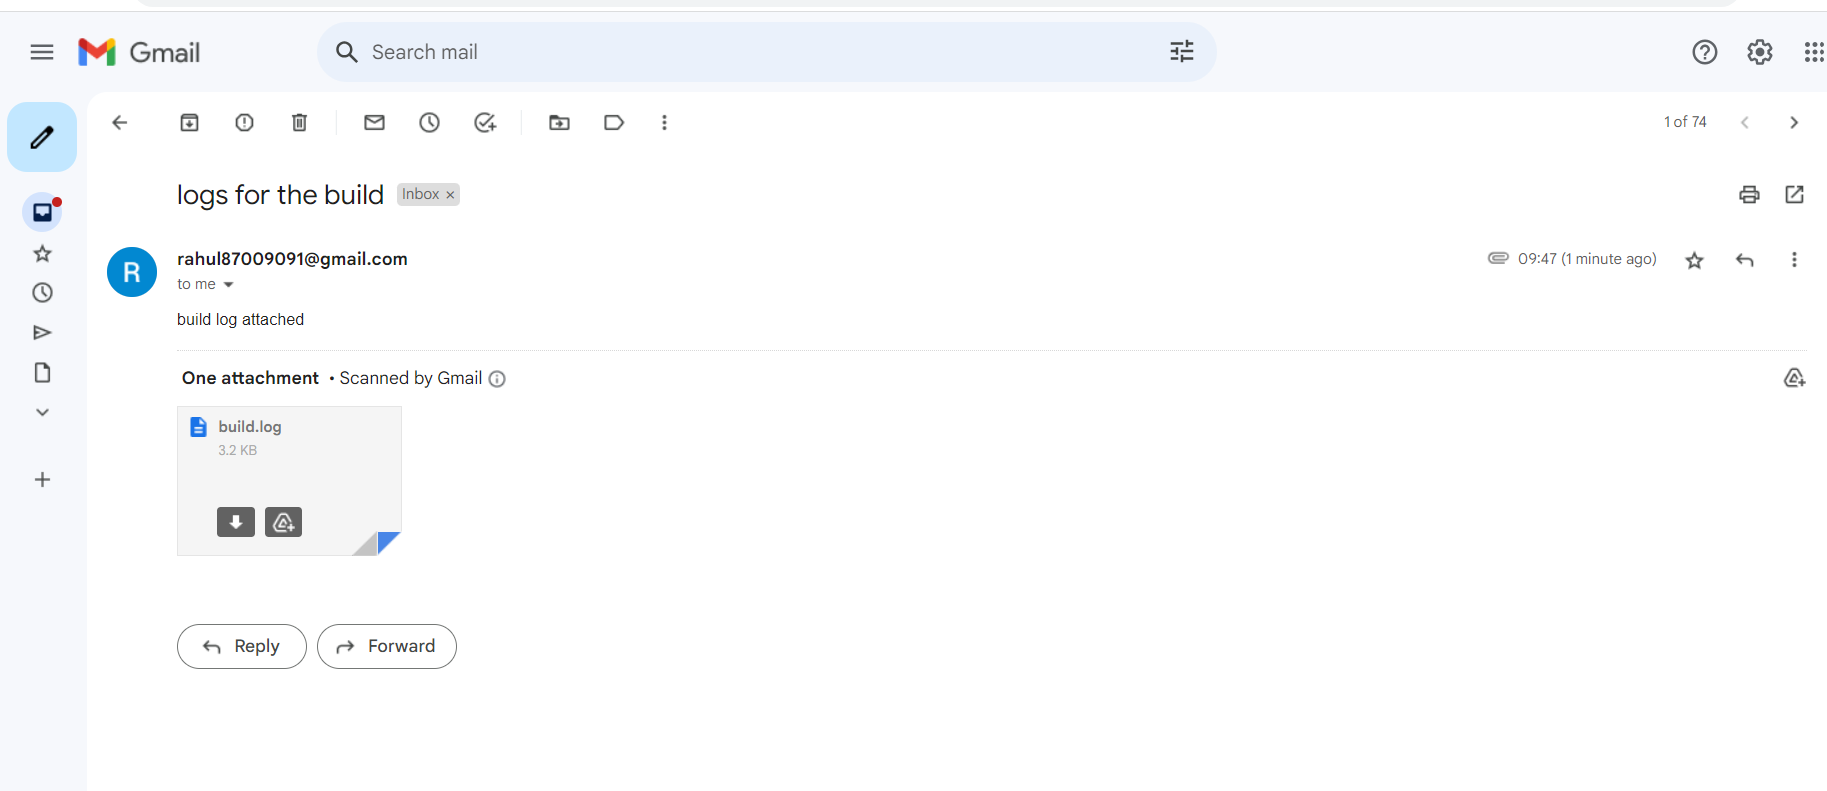 Gmail
Search mail
1 of 74
logs for the build Inbox ×
R
rahul87009091@gmail.com
09:47 (1 minute ago)
to me
build log attached
One attachment • Scanned by Gmail
build.log
3.2 KB
Reply
Forward